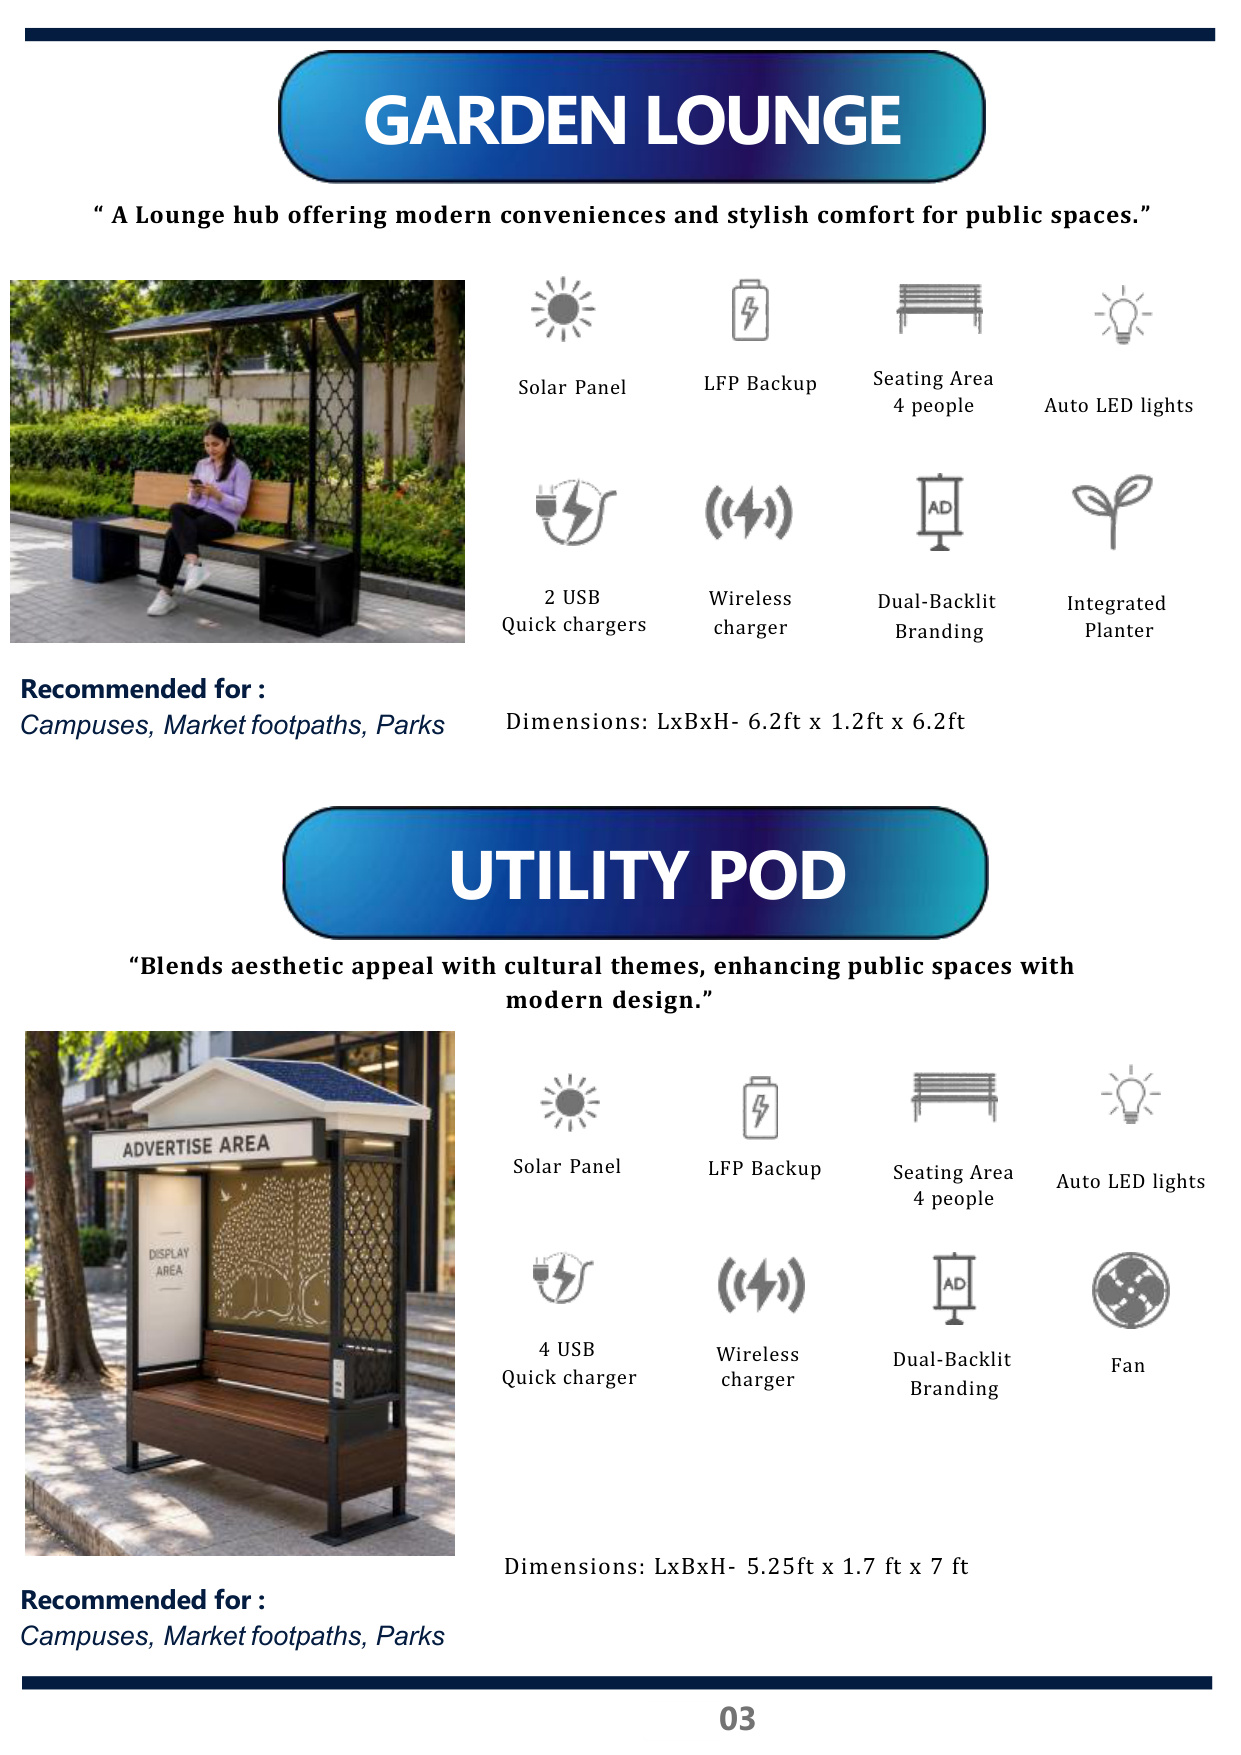 GARDEN LOUNGE
“ A Lounge hub offering modern conveniences and stylish comfort for public spaces.”
Solar Panel
LFP Backup
Seating Area
4 people
Auto LED lights
AD
2 USB
Quick chargers
Wireless
charger
Dual-Backlit
Branding
Integrated
Planter
Recommended for :
Campuses, Market footpaths, Parks
Dimensions: LxBxH- 6.2ft x 1.2ft x 6.2ft
UTILITY POD
“Blends aesthetic appeal with cultural themes, enhancing public spaces with
modern design.”
ADVERTISE AREA
DISPLAY
AREA
Solar Panel
LFP Backup
Seating Area
4 people
Auto LED lights
AD
4 USB
Quick charger
Wireless
charger
Dual-Backlit
Branding
Fan
Dimensions: LxBxH- 5.25ft x 1.7 ft x 7 ft
Recommended for :
Campuses, Market footpaths, Parks
03